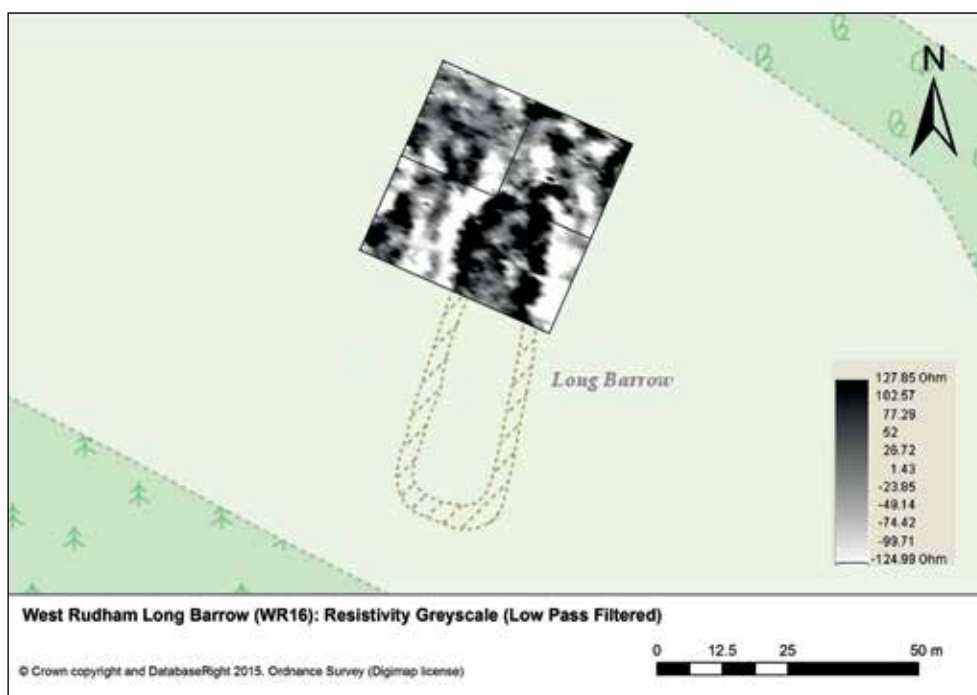 N
Long Barrow
127.85 Ohm
102.57
77.29
52
26.72
1.43
-23.85
-49.14
-74.42
-99.71
-124.99 Ohm
West Rudham Long Barrow (WR16): Resistivity Greyscale (Low Pass Filtered)
0 12.5 25 50 m
© Crown copyright and DatabaseRight 2015. Ordnance Survey (Digimap license)